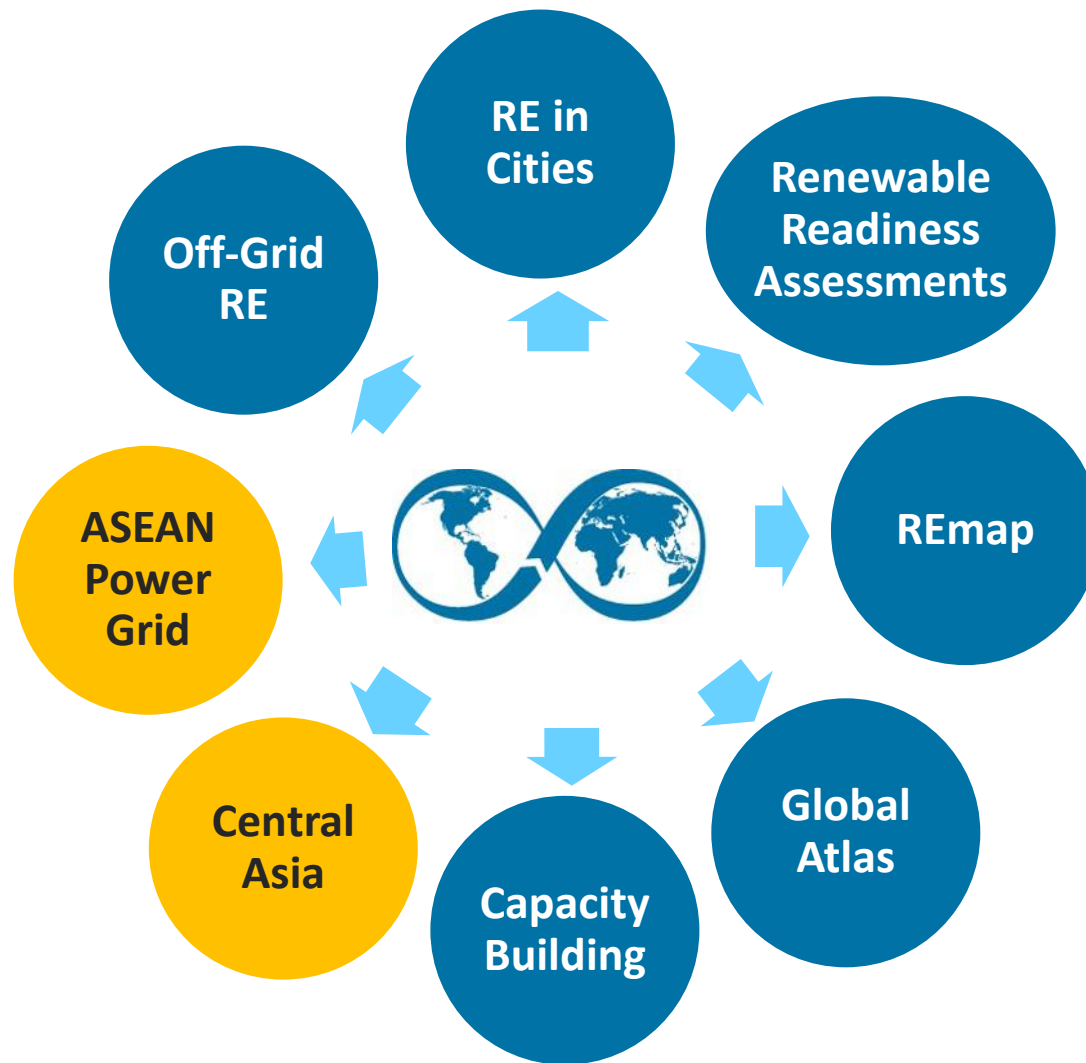 RE in
Cities
Renewable
Readiness
Assessments
Off-Grid
RE
REmap
ASEAN
Power
Grid
Global
Atlas
Central
Asia
Capacity
Building